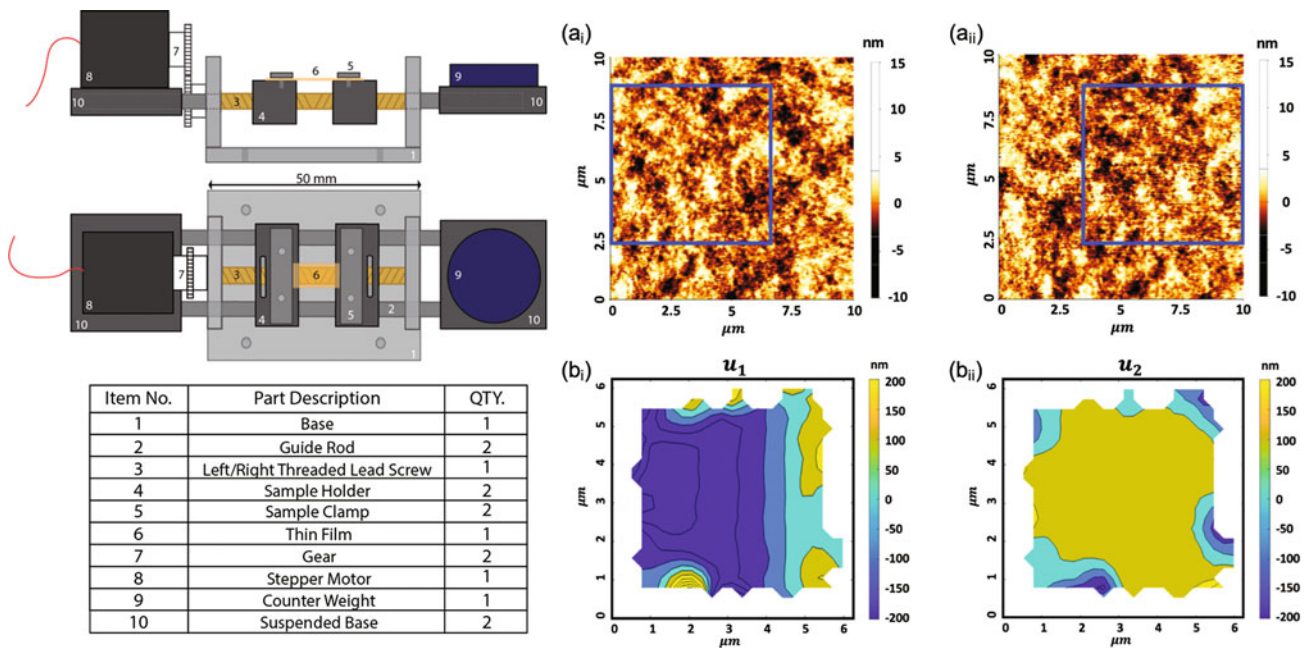 7
8
10
3
4
6
5
9
10
1
50 mm
7
8
10
3
4
6
5
2
9
10
1
Item No. Part Description QTY.
1 Base 1
2 Guide Rod 2
3 Left/Right Threaded Lead Screw 1
4 Sample Holder 2
5 Sample Clamp 2
6 Thin Film 1
7 Gear 2
8 Stepper Motor 1
9 Counter Weight 1
10 Suspended Base 2
(ai)
10
7.5
5
2.5
0
μm
0 2.5 5 7.5 10
μm
nm
15
10
5
0
-5
-10
(aii)
10
7.5
5
2.5
0
μm
0 2.5 5 7.5 10
μm
nm
15
10
5
0
-5
-10
(bi)
u1
6
5
4
3
2
1
0
μm
0 1 2 3 4 5 6
μm
nm
200
150
100
50
0
-50
-100
-150
-200
(bii)
u2
6
5
4
3
2
1
0
μm
0 1 2 3 4 5 6
μm
nm
200
150
100
50
0
-50
-100
-150
-200